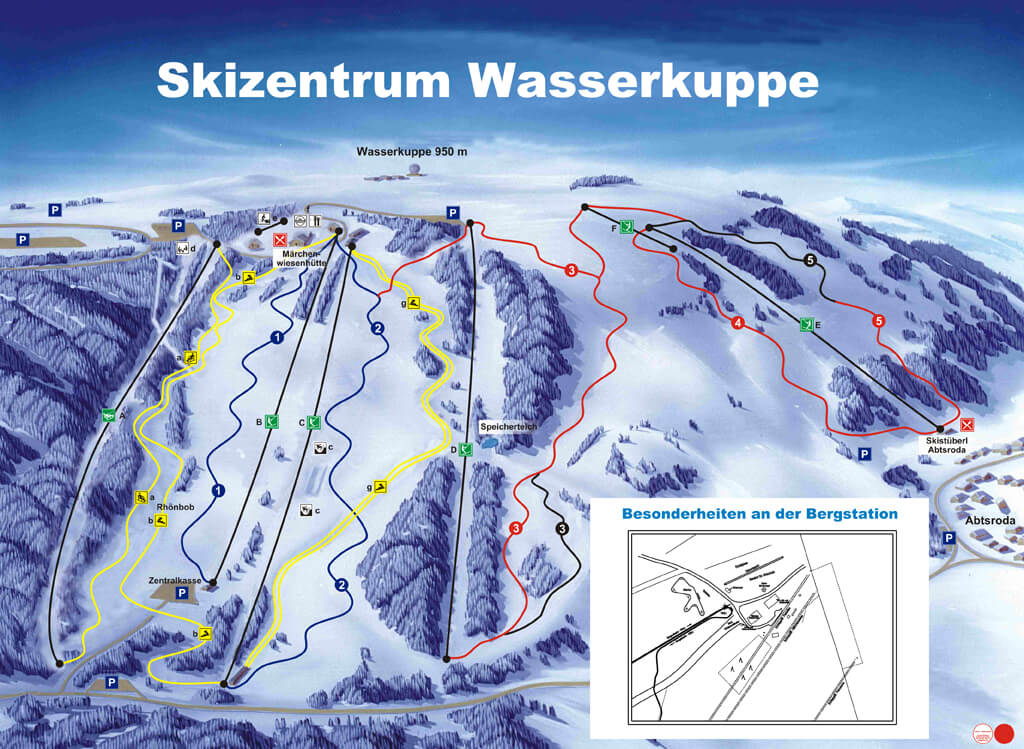 Skizentrum Wasserkuppe
Wasserkuppe 950 m
P
P
P
P
e
d
Märchen-
wiesenhütte
b
F
3
5
1
2
g
4
E
5
a
A
B
C
Speicherteich
c
D
Skistüberl
Abtsroda
P
1
g
a
Rhönbob
b
c
3
3
Abtsroda
P
Besonderheiten an der Bergstation
Zentralkasse
P
2
b
P